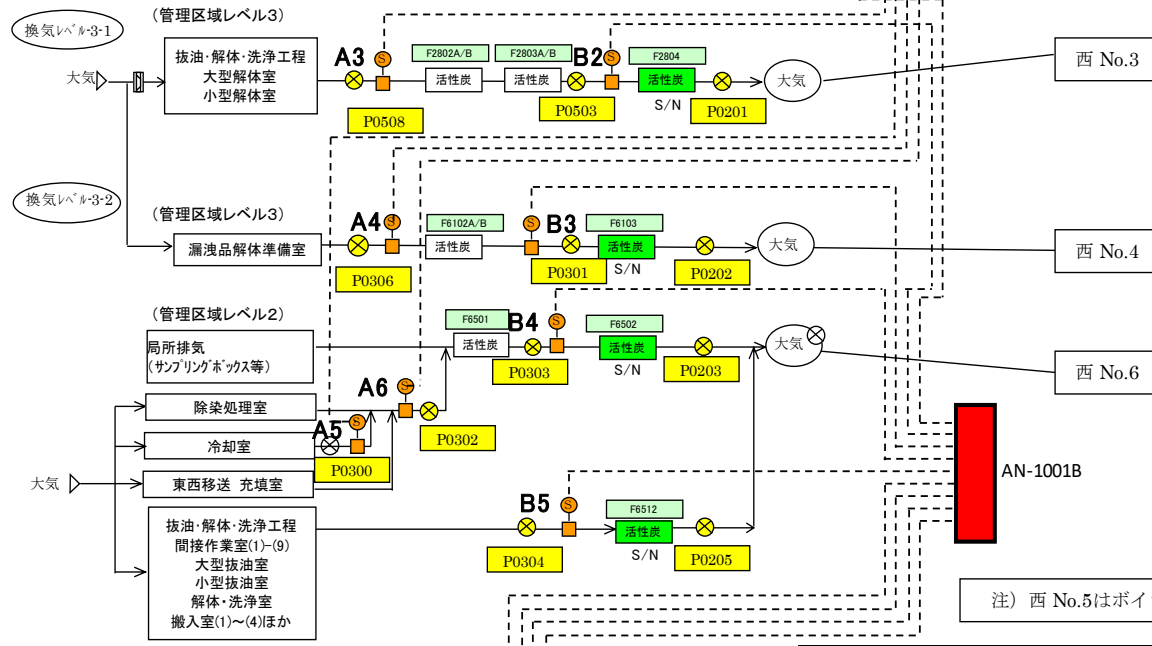 換気ﾚﾍﾞﾙ-3-1
(管理区域レベル3)
大気
抜油・解体・洗浄工程
大型解体室
小型解体室
A3
S
F2802A/B
活性炭
F2803A/B
活性炭
B2
S
F2804
活性炭
S/N
P0508
P0503
P0201
大気
西 No.3
換気ﾚﾍﾞﾙ-3-2
(管理区域レベル3)
漏洩品解体準備室
A4
S
F6102A/B
活性炭
S
B3
F6103
活性炭
S/N
P0306
P0301
P0202
大気
西 No.4
(管理区域レベル2)
局所排気
(サンプリングボックス等)
F6501
活性炭
B4
S
F6502
活性炭
S/N
P0303
P0203
大気
西 No.6
除染処理室
A6
S
P0302
冷却室
A5
S
P0300
大気
東西移送 充填室
抜油・解体・洗浄工程
間接作業室(1)-(9)
大型抜油室
小型抜油室
解体・洗浄室
搬入室(1)～(4)ほか
B5
S
F6512
活性炭
S/N
P0304
P0205
AN-1001B
注) 西 No.5はボイ